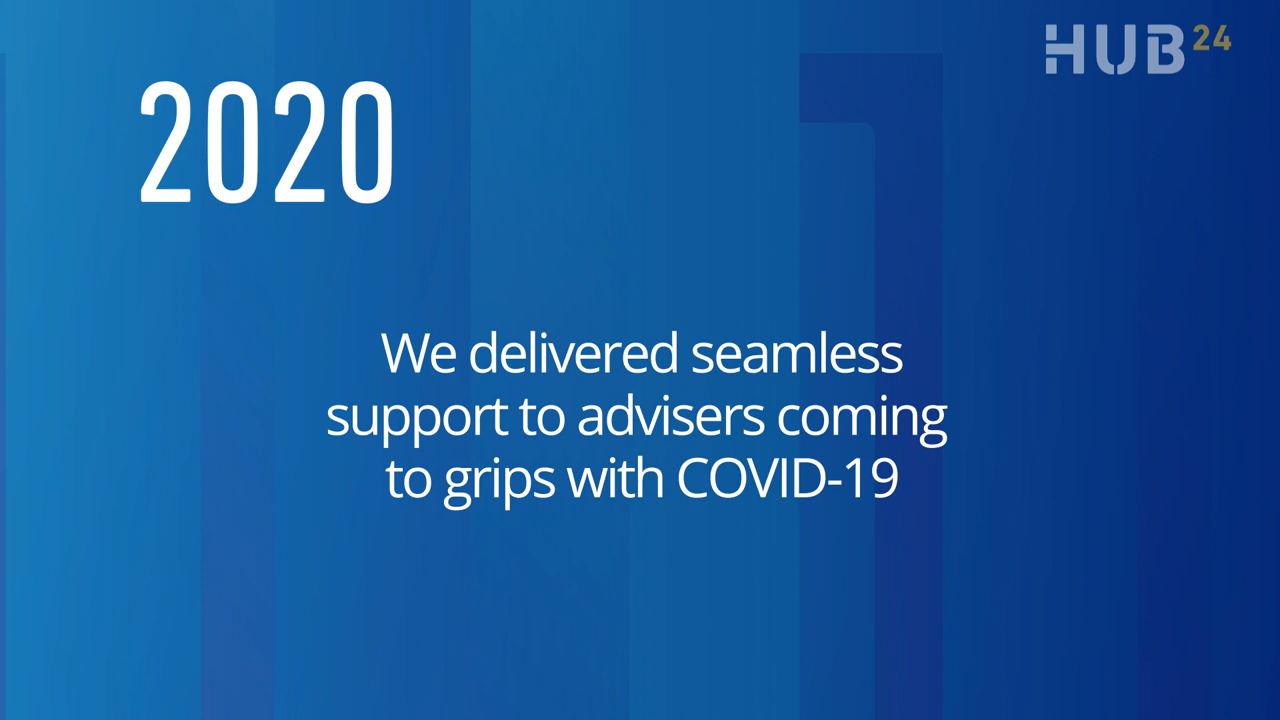 HUB24
2020
We delivered seamless
support to advisers coming
to grips with COVID-19